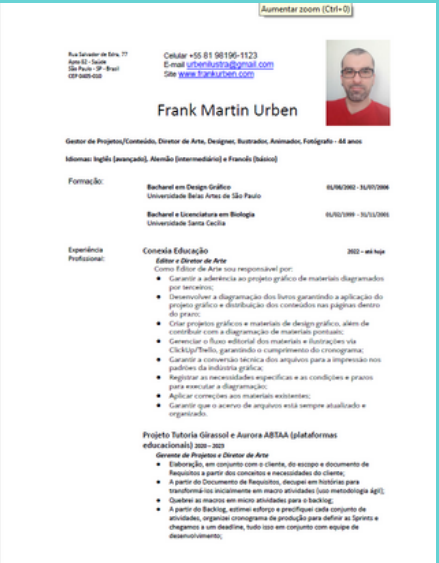 Aumentar zoom (Ctrl+0)
Rua Salvador de Edra, 77
Apto 62 - Saúde
São Paulo - SP - Brasil
CEP 0405-010
Celular +55 81 98196-1123
E-mail urbenilustra@gmail.com
Site www.frankurben.com
Frank Martin Urben
Gestor de Projetos/Conteúdo, Diretor de Arte, Designer, Ilustrador, Animador, Fotógrafo - 44 anos
Idiomas: Inglês (avançado), Alemão (intermediário) e Francês (básico)
Formação:
Bacharel em Design Gráfico 01/08/2002 - 31/07/2006
Universidade Belas Artes de São Paulo
Bacharel e Licenciatura em Biologia 01/02/1999 - 31/12/2001
Universidade Santa Cecília
Experiência
Profissional:
Conexia Educação 2022 – até hoje
Editor e Diretor de Arte
Como Editor de Arte sou responsável por:
● Garantir a aderência ao projeto gráfico de materiais diagramados
por terceiros;
● Desenvolver a diagramação dos livros garantindo a aplicação do
projeto gráfico e distribuição dos conteúdos nas páginas dentro
do prazo;
● Criar projetos gráficos e materiais de design gráfico, além de
contribuir com a diagramação de materiais pontuais;
● Gerenciar o fluxo editorial dos materiais e ilustrações via
ClickUp/Trello, garantindo o cumprimento do cronograma;
● Garantir a conversão técnica dos arquivos para a impressão nos
padrões da indústria gráfica;
● Registrar as necessidades específicas e as condições e prazos
para executar a diagramação;
● Aplicar correções aos materiais existentes;
● Garantir que o acervo de arquivos está sempre atualizado e
organizado.
Projeto Tutoria Girassol e Aurora ABTAA (plataformas
educacionais) 2020 – 2023
Gerente de Projetos e Diretor de Arte
● Elaboração, em conjunto com o cliente, do escopo e documento de
Requisitos a partir dos conceitos e necessidades do cliente;
● A partir do Documento de Requisitos, decupei em histórias para
transformá-los inicialmente em macro atividades (uso metodologia ágil);
● Quebrei as macros em micro atividades para o backlog;
● A partir do Backlog, estimei esforço e precifiquei cada conjunto de
atividades, organizei cronograma de produção para definir as Sprints e
chegamos a um deadline, tudo isso em conjunto com equipe de
desenvolvimento;